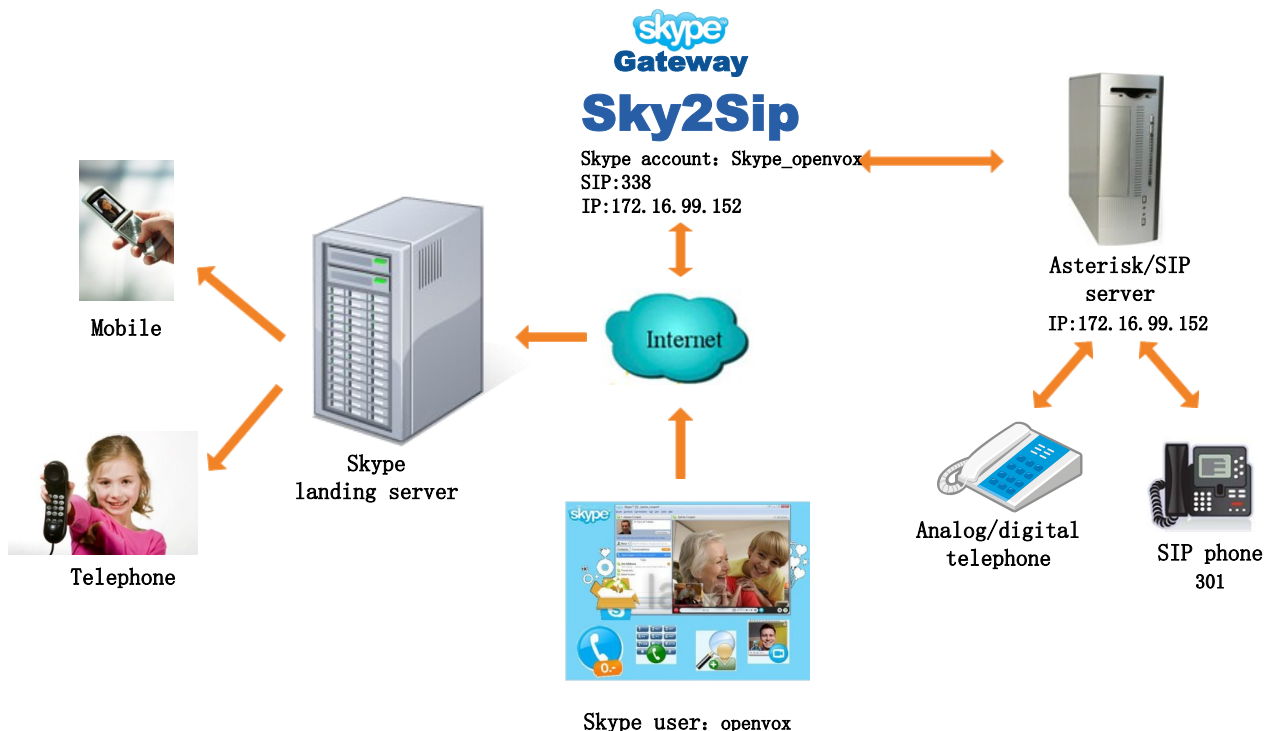 skype
Gateway
Sky2Sip
Skype account: Skype_openvox
SIP:338
IP:172.16.99.152
Mobile
Asterisk/SIP
server
IP:172.16.99.152
Internet
Skype
landing server
Telephone
Analog/digital
telephone
SIP phone
301
skype
0.-
Skype user: openvox